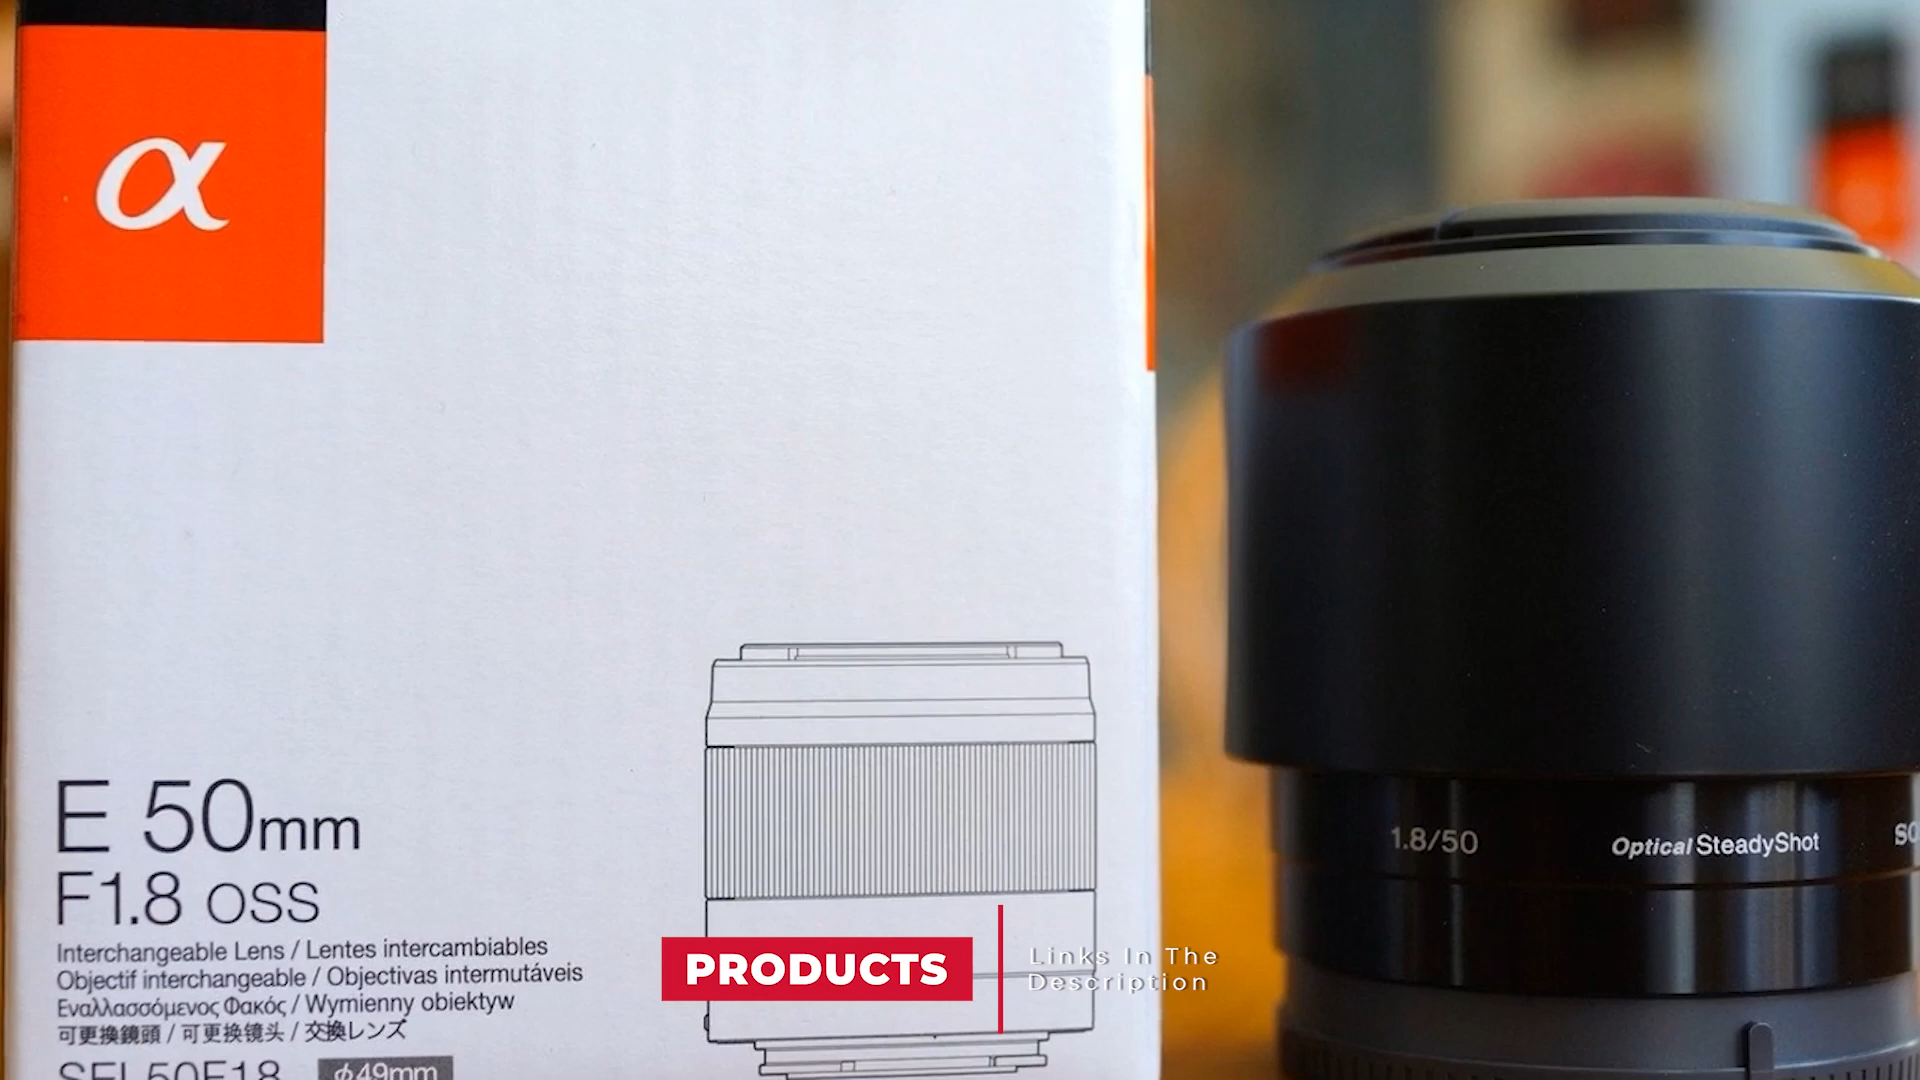 α
E 50mm
F1.8 OSS
Interchangeable Lens / Lentes intercambiables
Objectif interchangeable / Objectivas intermutáveis
Εναλλασσόμενος Φακός / Wymienny obiektyw
可更換鏡頭 / 可更换镜头 / 交換レンズ
SEL50F18 φ49mm
1.8/50 Optical SteadyShot
PRODUCTS
Links In The
Description